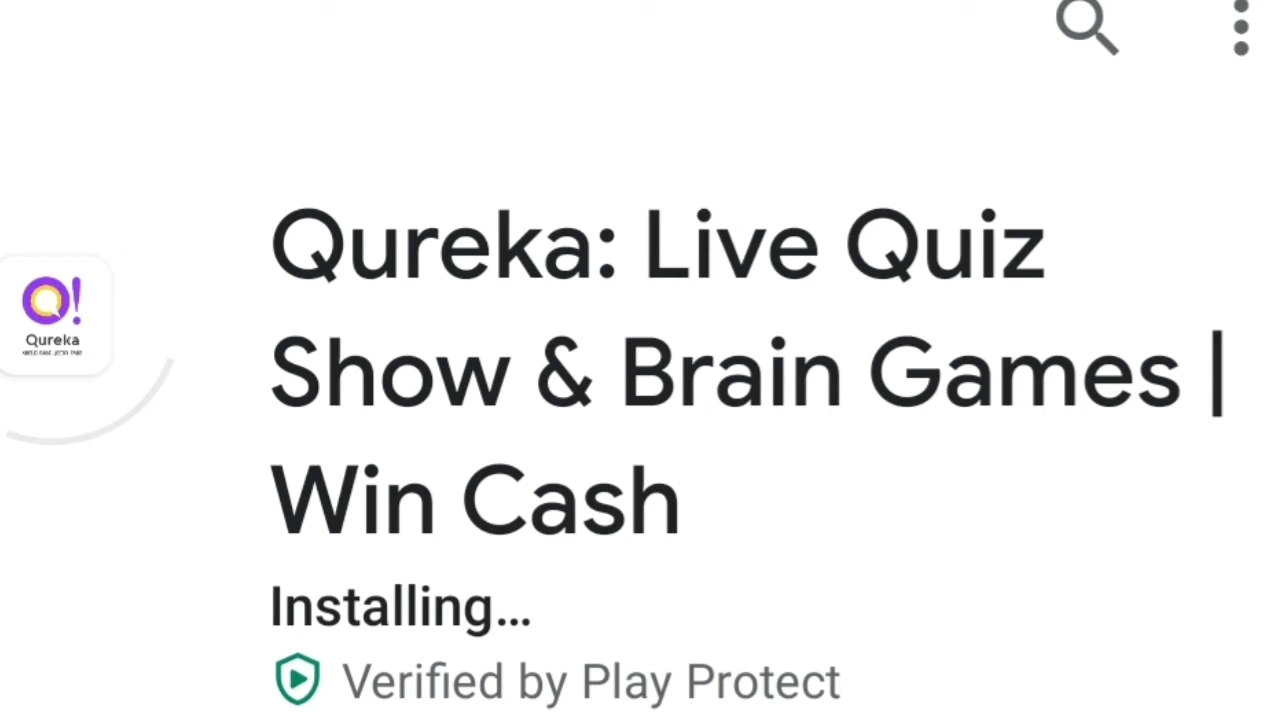 Qureka: Live Quiz
Show & Brain Games |
Win Cash
Q!
Qureka
Installing...
Verified by Play Protect